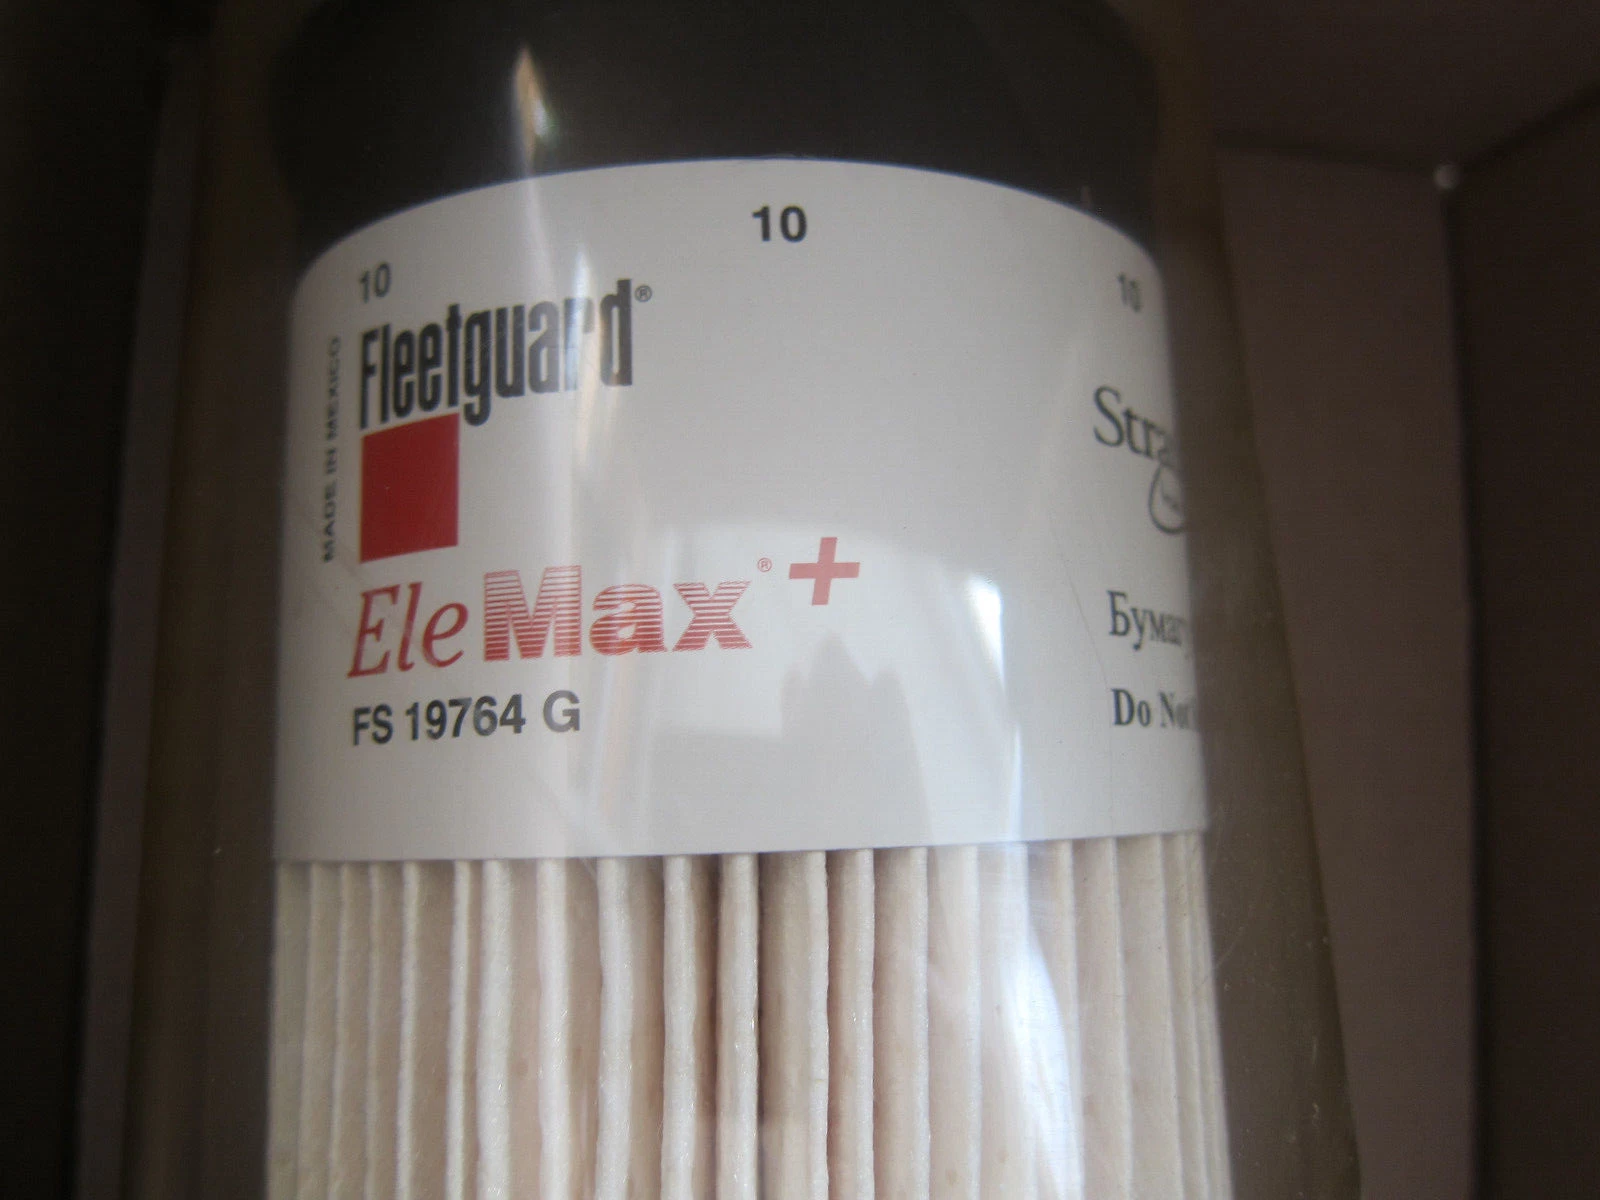 10
10
10
Fleetguard®
MADE IN MEXICO
EleMax®+
FS 19764 G
Do Not